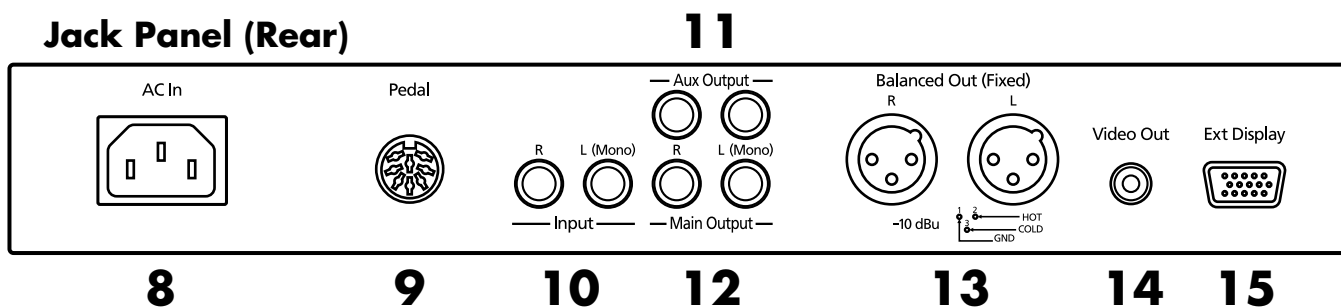 Jack Panel (Rear)
11
AC In
Pedal
Aux Output
Balanced Out (Fixed)
R
L
Video Out
Ext Display
R
L (Mono)
R
L (Mono)
Input
Main Output
–10 dBu
1
2
3
HOT
COLD
GND
8
9
10
12
13
14
15